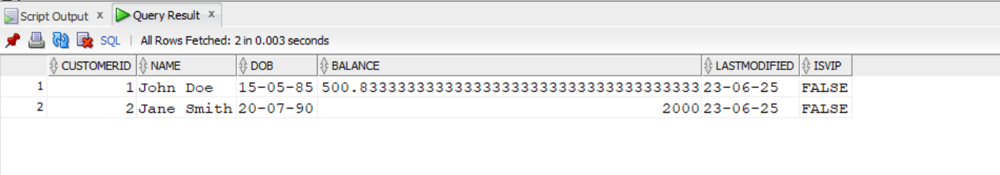 Script Output x Query Result x
SQL | All Rows Fetched: 2 in 0.003 seconds
CUSTOMERID NAME DOB BALANCE LASTMODIFIED ISVIP
1 1 John Doe 15-05-85 500.8333333333333333333333333333333333333 23-06-25 FALSE
2 2 Jane Smith 20-07-90 2000 23-06-25 FALSE